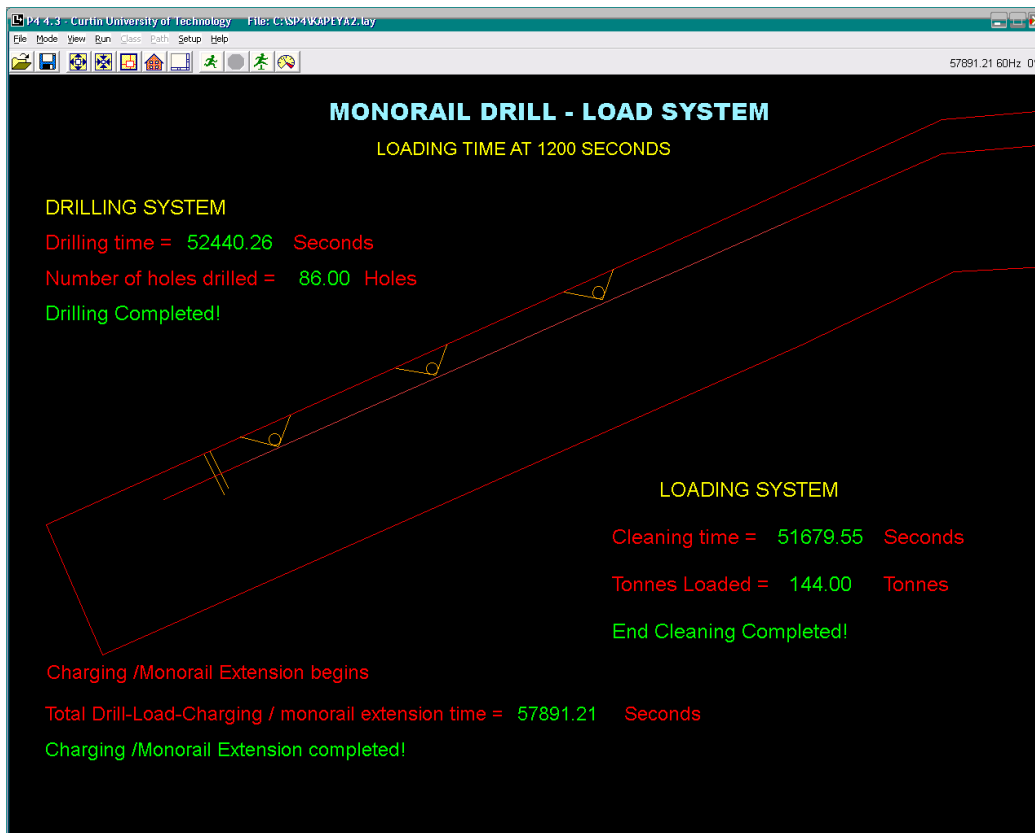 P4 4.3 - Curtin University of Technology File: C:\SP4\KAPEYA2.lay
File Mode View Run Class Path Setup Help
57891.21 60Hz
MONORAIL DRILL - LOAD SYSTEM
LOADING TIME AT 1200 SECONDS
DRILLING SYSTEM
Drilling time = 52440.26 Seconds
Number of holes drilled = 86.00 Holes
Drilling Completed!
LOADING SYSTEM
Cleaning time = 51679.55 Seconds
Tonnes Loaded = 144.00 Tonnes
End Cleaning Completed!
Charging /Monorail Extension begins
Total Drill-Load-Charging / monorail extension time = 57891.21 Seconds
Charging /Monorail Extension completed!